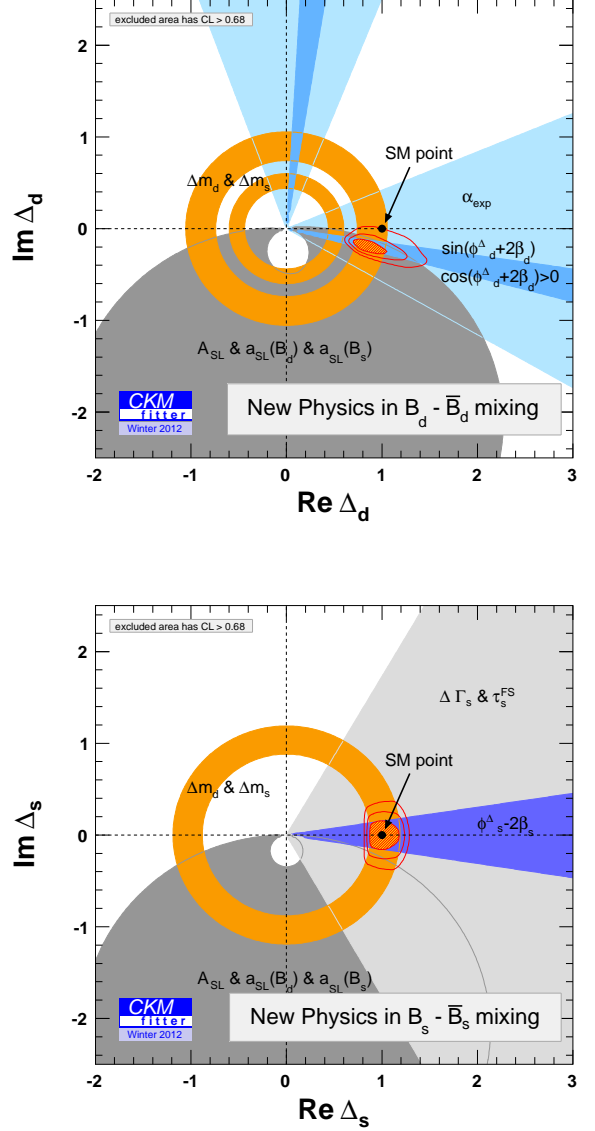 excluded area has CL > 0.68
2
1
0
-1
-2
Im Δd
SM point
Δmd & Δms
αexp
sin(ϕΔd+2βd)
cos(ϕΔd+2βd)>0
ASL & aSL(Bd) & aSL(Bs)
CKM
fitter
Winter 2012
New Physics in Bd - B̅d mixing
-2 -1 0 1 2 3
Re Δd
excluded area has CL > 0.68
2
1
0
-1
-2
Im Δs
Δ Γs & τsFS
SM point
Δmd & Δms
ϕΔs-2βs
ASL & aSL(Bd) & aSL(Bs)
CKM
fitter
Winter 2012
New Physics in Bs - B̅s mixing
-2 -1 0 1 2 3
Re Δs